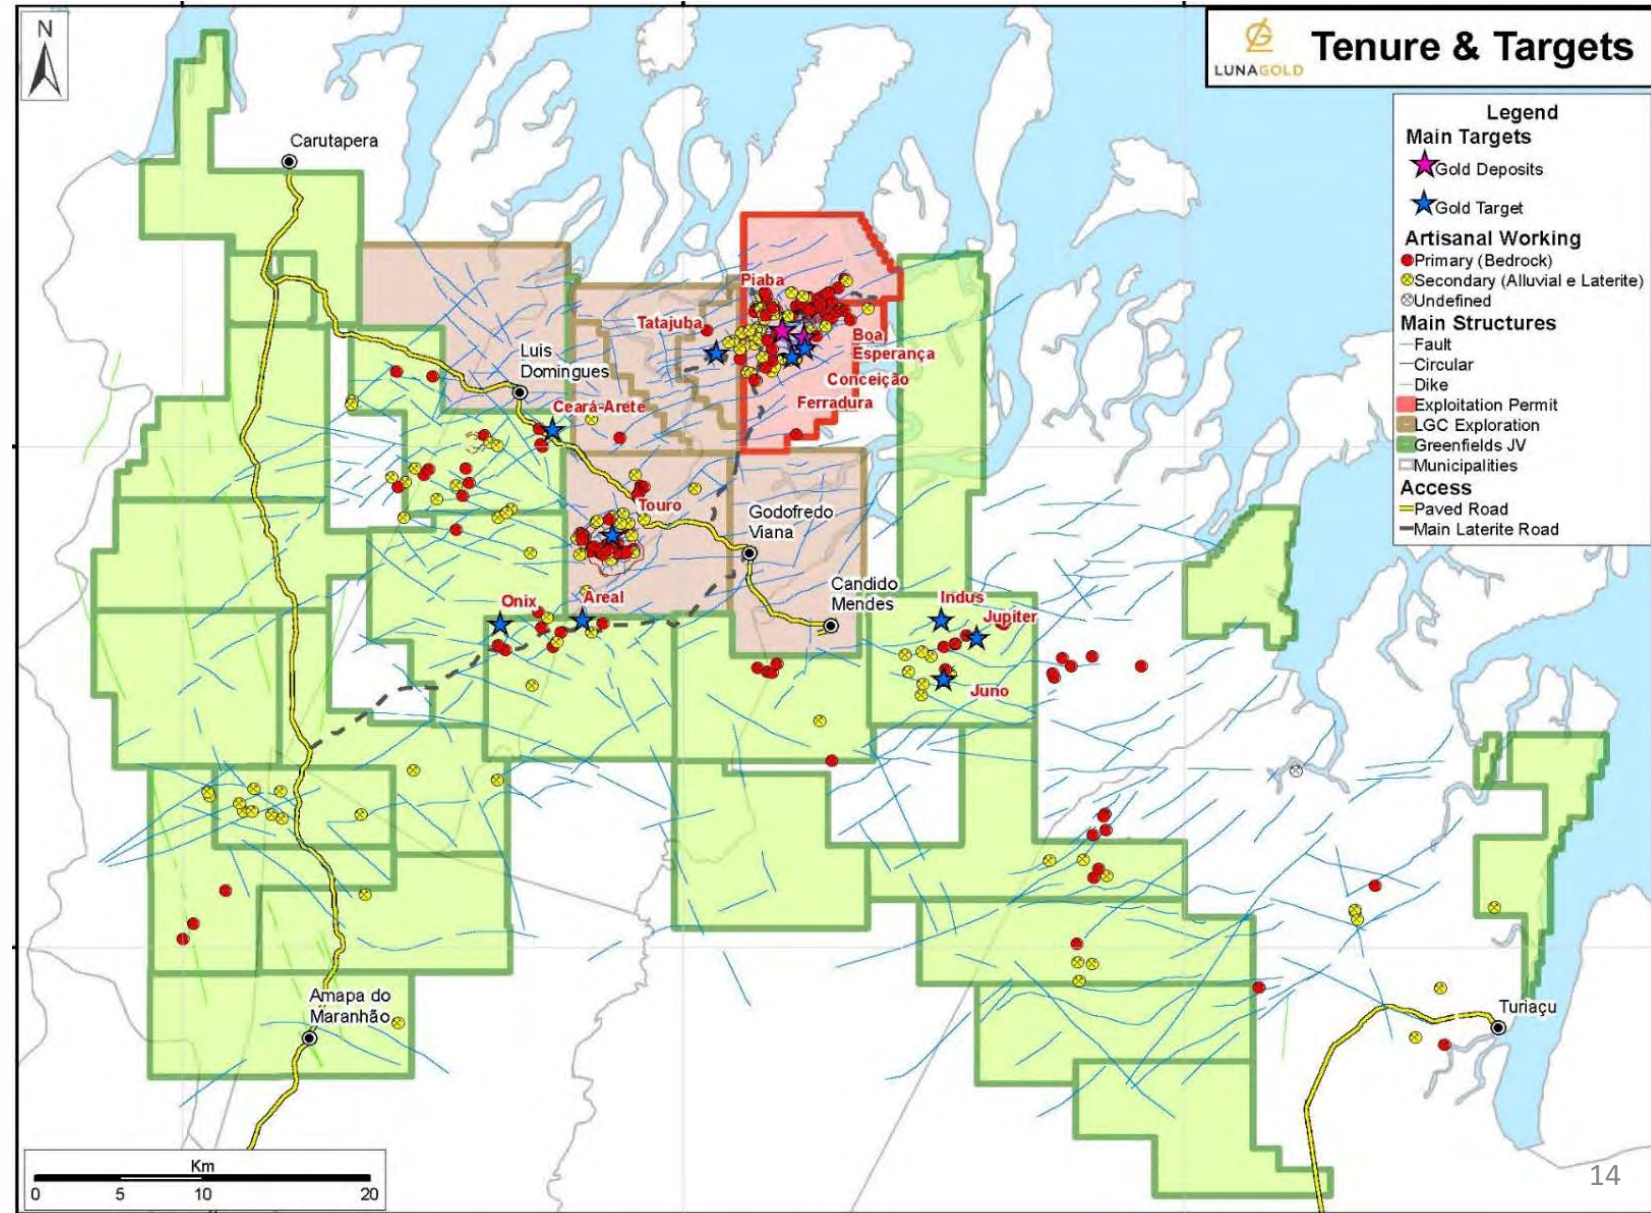 N
LUNAGOLD
Tenure & Targets
Legend
Main Targets
Gold Deposits
Gold Target
Artisanal Working
Primary (Bedrock)
Secondary (Alluvial e Laterite)
Undefined
Main Structures
Fault
Circular
Dike
Exploitation Permit
LGC Exploration
Greenfields JV
Municipalities
Access
Paved Road
Main Laterite Road
Carutapera
Piaba
Tatajuba
Boa
Esperança
Luis
Domingues
Conceição
Ferradura
Ceará-Arete
Touro
Godofredo
Viana
Candido
Mendes
Onix
Areal
Indus
Jupiter
Juno
Amapa do
Maranhão
Turiaçu
Km
0 5 10 20
14